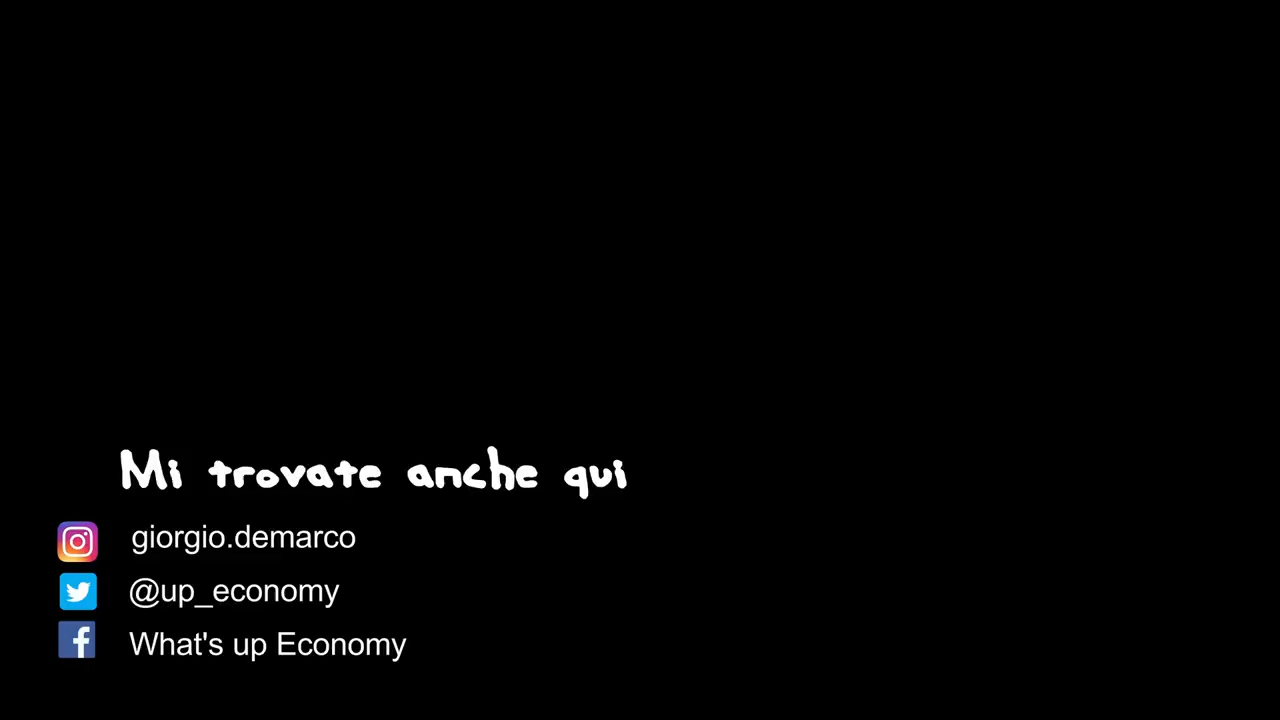 Mi trovate anche qui
giorgio.demarco
@up_economy
What's up Economy